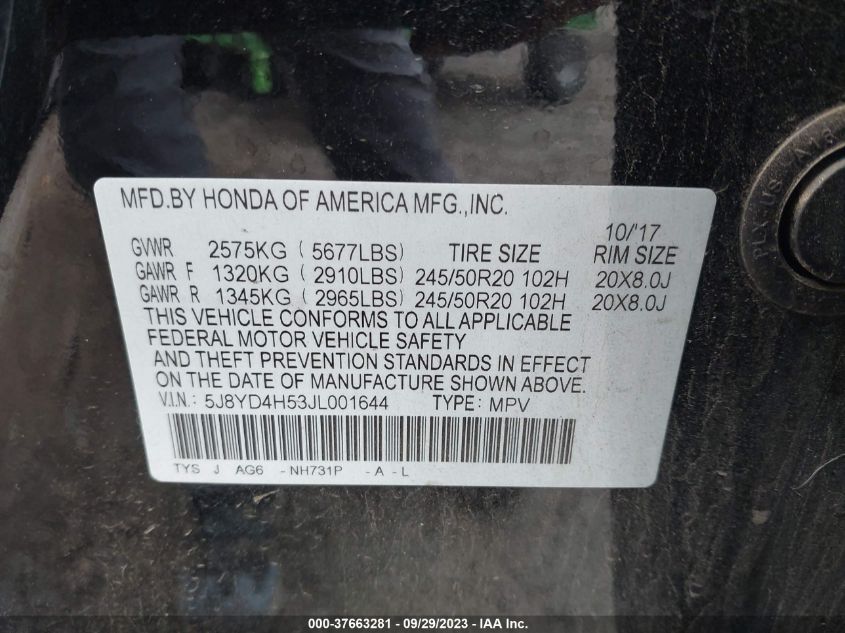 MFD.BY HONDA OF AMERICA MFG.,INC.
10/'17
GVWR 2575KG (5677LBS) TIRE SIZE RIM SIZE
GAWR F 1320KG (2910LBS) 245/50R20 102H 20X8.0J
GAWR R 1345KG (2965LBS) 245/50R20 102H 20X8.0J
THIS VEHICLE CONFORMS TO ALL APPLICABLE
FEDERAL MOTOR VEHICLE SAFETY
AND THEFT PREVENTION STANDARDS IN EFFECT
ON THE DATE OF MANUFACTURE SHOWN ABOVE.
V.I.N.: 5J8YD4H53JL001644 TYPE: MPV
TYS J AG6 -NH731P -A -L
000-37663281 - 09/29/2023 - IAA Inc.